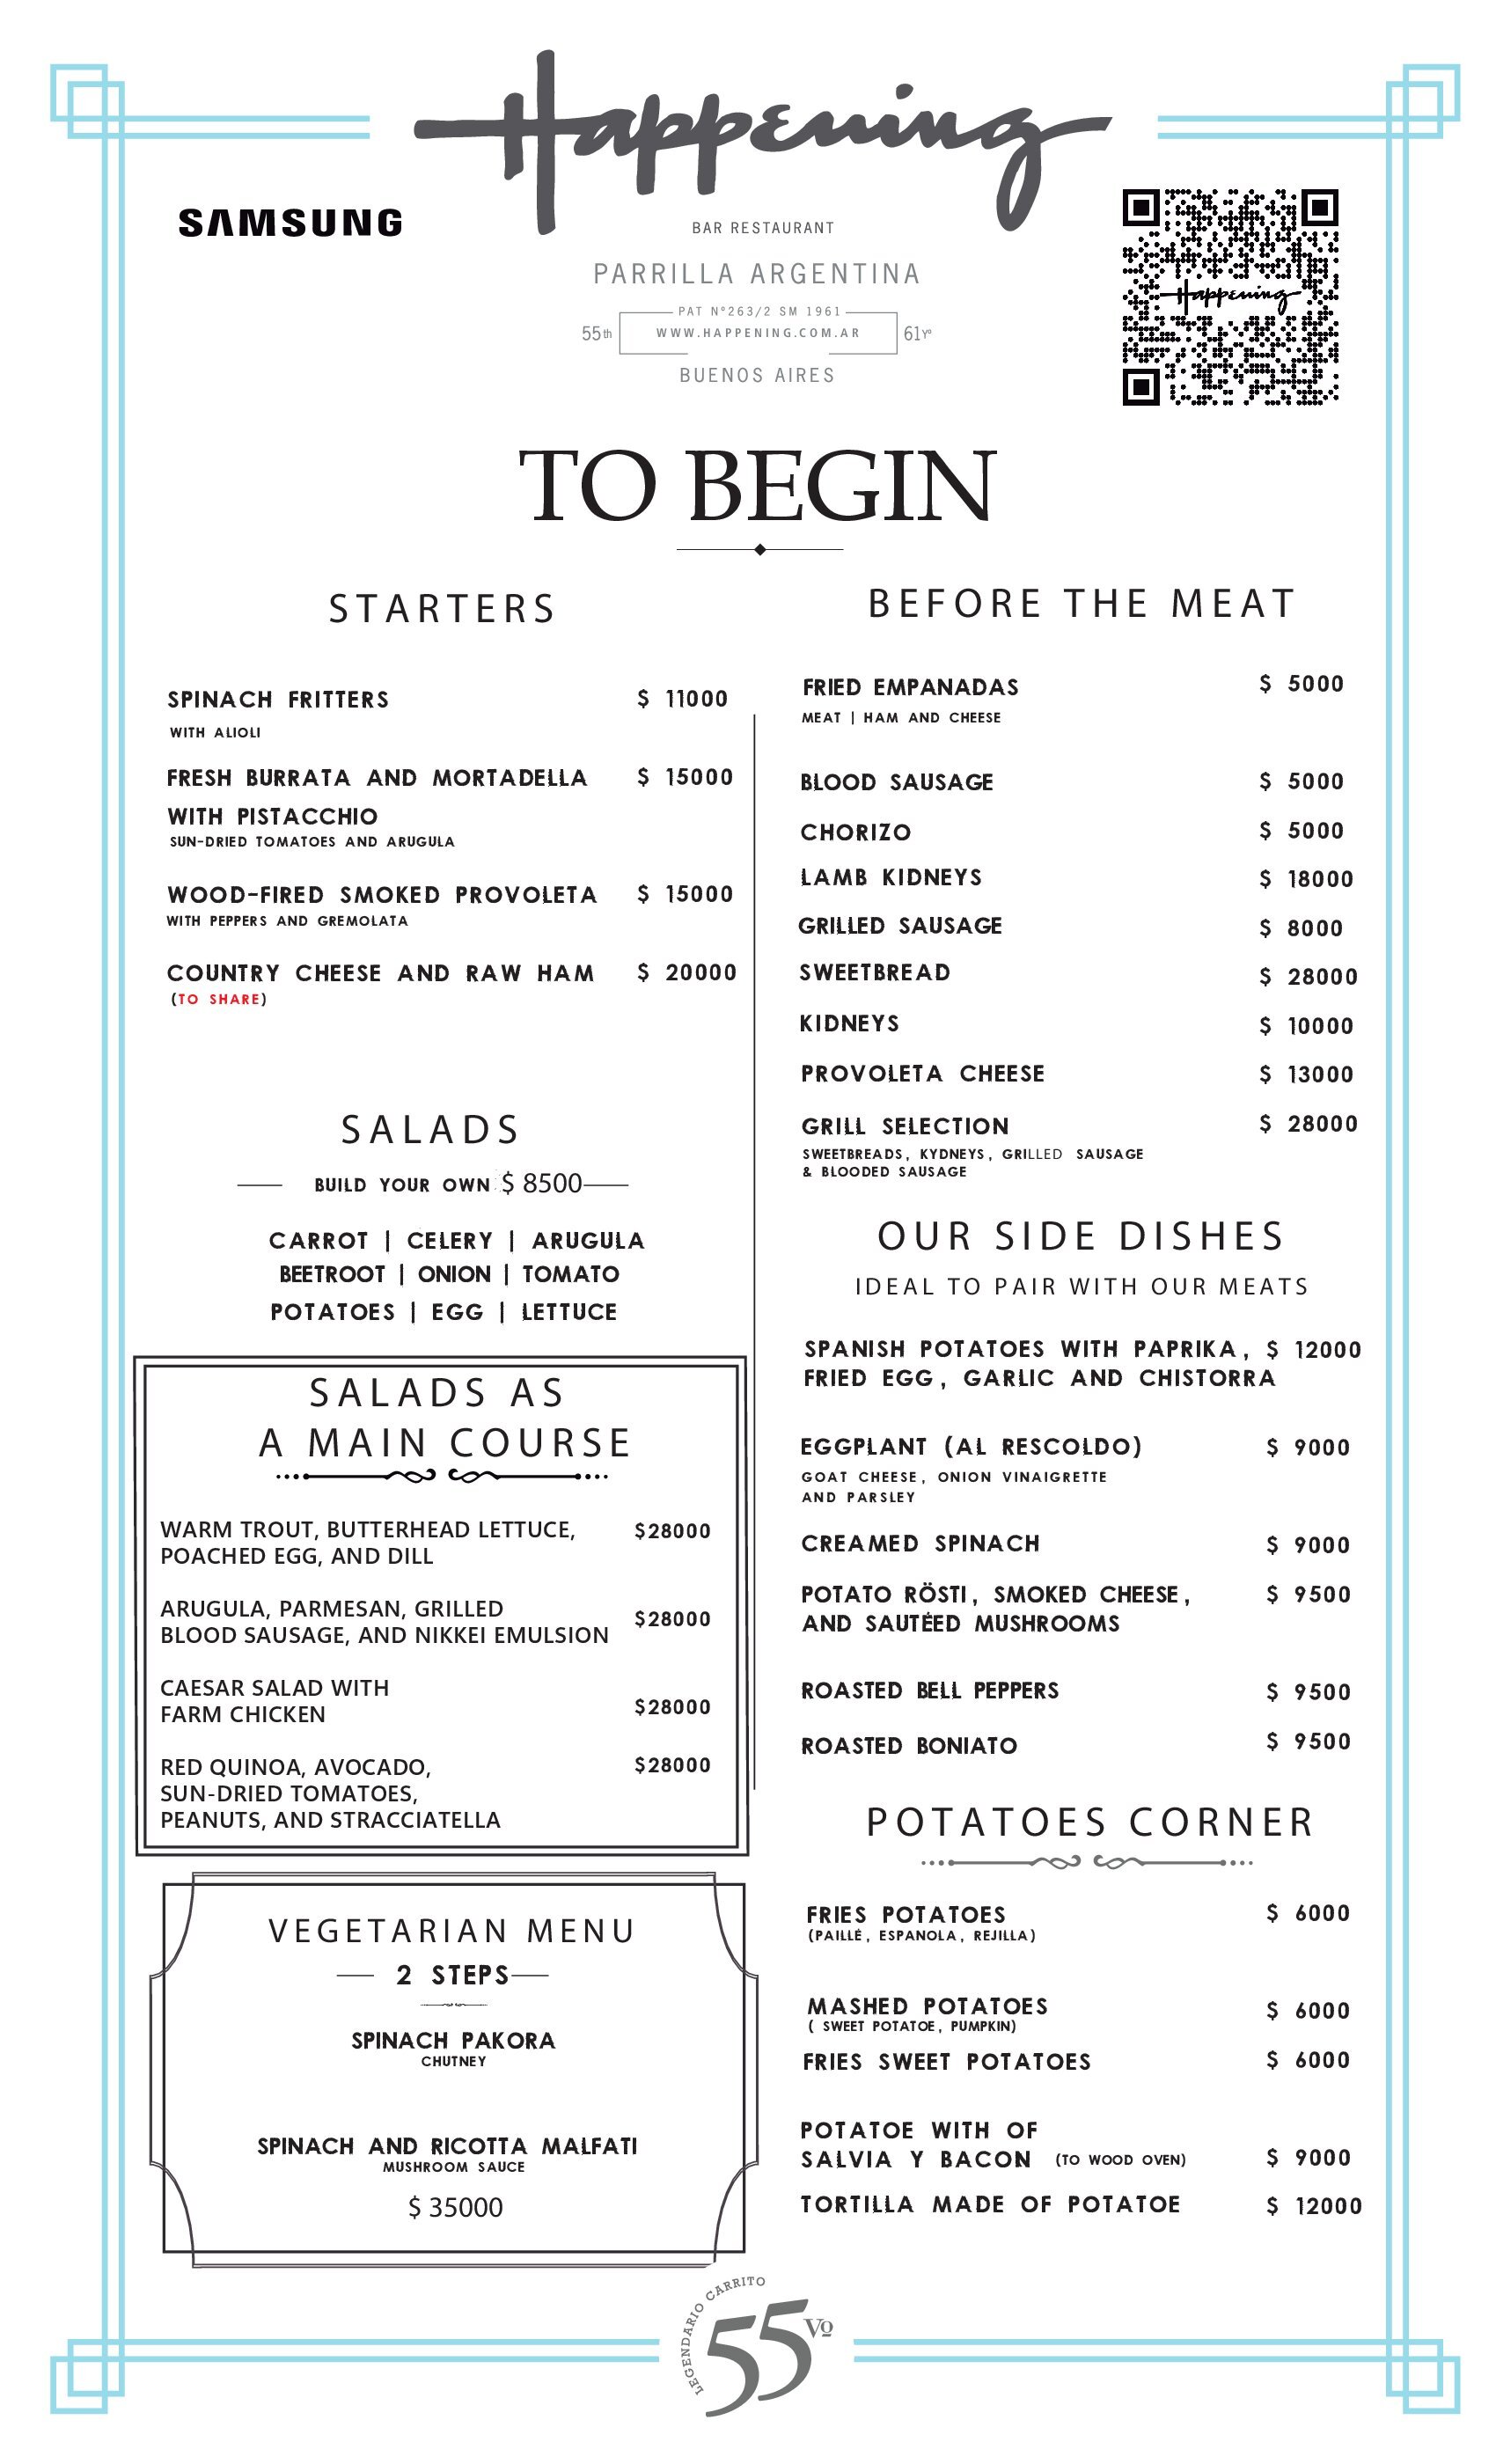 Happening
SAMSUNG
BAR RESTAURANT
PARRILLA ARGENTINA
PAT N°263/2 SM 1961
55th WWW.HAPPENING.COM.AR 61Yº
BUENOS AIRES
Happening
TO BEGIN
STARTERS
SPINACH FRITTERS $ 11000
WITH ALIOLI
FRESH BURRATA AND MORTADELLA $ 15000
WITH PISTACCHIO
SUN-DRIED TOMATOES AND ARUGULA
WOOD-FIRED SMOKED PROVOLETA $ 15000
WITH PEPPERS AND GREMOLATA
COUNTRY CHEESE AND RAW HAM $ 20000
(TO SHARE)
SALADS
BUILD YOUR OWN $ 8500
CARROT | CELERY | ARUGULA
BEETROOT | ONION | TOMATO
POTATOES | EGG | LETTUCE
SALADS AS
A MAIN COURSE
WARM TROUT, BUTTERHEAD LETTUCE, $28000
POACHED EGG, AND DILL
ARUGULA, PARMESAN, GRILLED
BLOOD SAUSAGE, AND NIKKEI EMULSION $28000
CAESAR SALAD WITH
FARM CHICKEN $28000
RED QUINOA, AVOCADO, $28000
SUN-DRIED TOMATOES,
PEANUTS, AND STRACCIATELLA
VEGETARIAN MENU
2 STEPS
SPINACH PAKORA
CHUTNEY
SPINACH AND RICOTTA MALFATI
MUSHROOM SAUCE
$ 35000
BEFORE THE MEAT
FRIED EMPANADAS $ 5000
MEAT | HAM AND CHEESE
BLOOD SAUSAGE $ 5000
CHORIZO $ 5000
LAMB KIDNEYS $ 18000
GRILLED SAUSAGE $ 8000
SWEETBREAD $ 28000
KIDNEYS $ 10000
PROVOLETA CHEESE $ 13000
GRILL SELECTION $ 28000
SWEETBREADS, KYDNEYS, GRILLED SAUSAGE
& BLOODED SAUSAGE
OUR SIDE DISHES
IDEAL TO PAIR WITH OUR MEATS
SPANISH POTATOES WITH PAPRIKA, $ 12000
FRIED EGG, GARLIC AND CHISTORRA
EGGPLANT (AL RESCOLDO) $ 9000
GOAT CHEESE, ONION VINAIGRETTE
AND PARSLEY
CREAMED SPINACH $ 9000
POTATO RÖSTI, SMOKED CHEESE, $ 9500
AND SAUTÉED MUSHROOMS
ROASTED BELL PEPPERS $ 9500
ROASTED BONIATO $ 9500
POTATOES CORNER
FRIES POTATOES $ 6000
(PAILLÉ, ESPANOLA, REJILLA)
MASHED POTATOES $ 6000
( SWEET POTATOE, PUMPKIN)
FRIES SWEET POTATOES $ 6000
POTATOE WITH OF
SALVIA Y BACON (TO WOOD OVEN) $ 9000
TORTILLA MADE OF POTATOE $ 12000
LEGENDARIO CARRITO
55 Vº